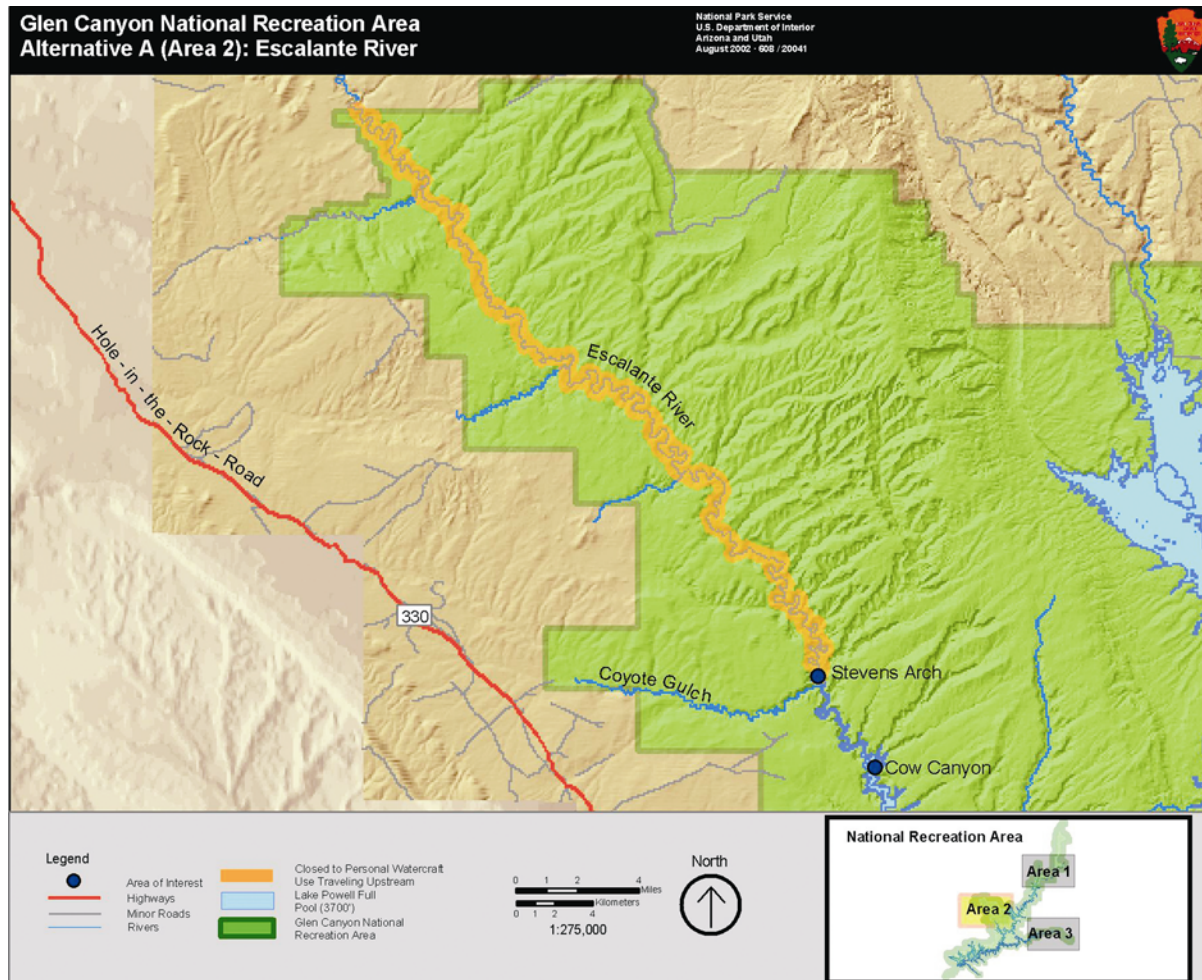 Glen Canyon National Recreation Area
Alternative A (Area 2): Escalante River
National Park Service
U.S. Department of Interior
Arizona and Utah
August 2002 - 608 / 20041
Hole - in - the - Rock - Road
Escalante River
330
Coyote Gulch
Stevens Arch
Cow Canyon
Legend
Area of Interest
Highways
Minor Roads
Rivers
Closed to Personal Watercraft
Use Traveling Upstream
Lake Powell Full
Pool (3700')
Glen Canyon National
Recreation Area
0 1 2 4
Miles
Kilometers
0 1 2 4
1:275,000
North
National Recreation Area
Area 1
Area 2
Area 3